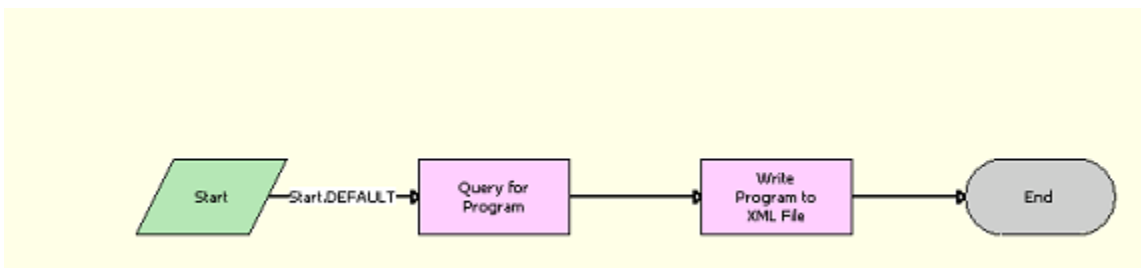 Start
Start.DEFAULT
Query for
Program
Write
Program to
XML File
End